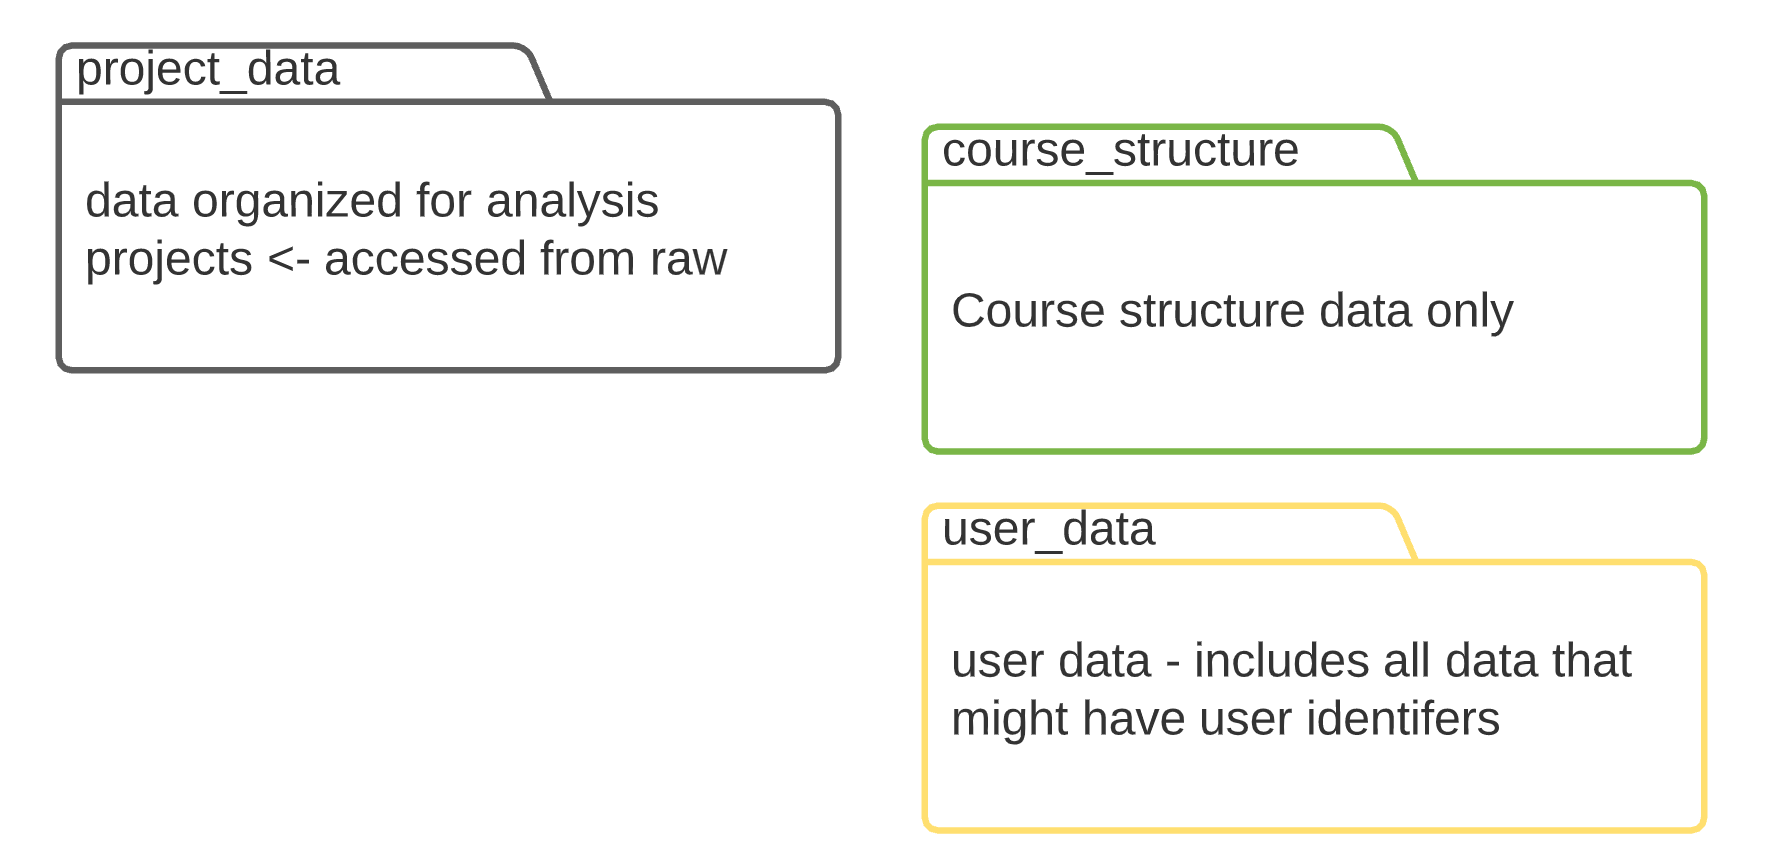 project_data
data organized for analysis
projects <- accessed from raw
course_structure
Course structure data only
user_data
user data - includes all data that
might have user identifers